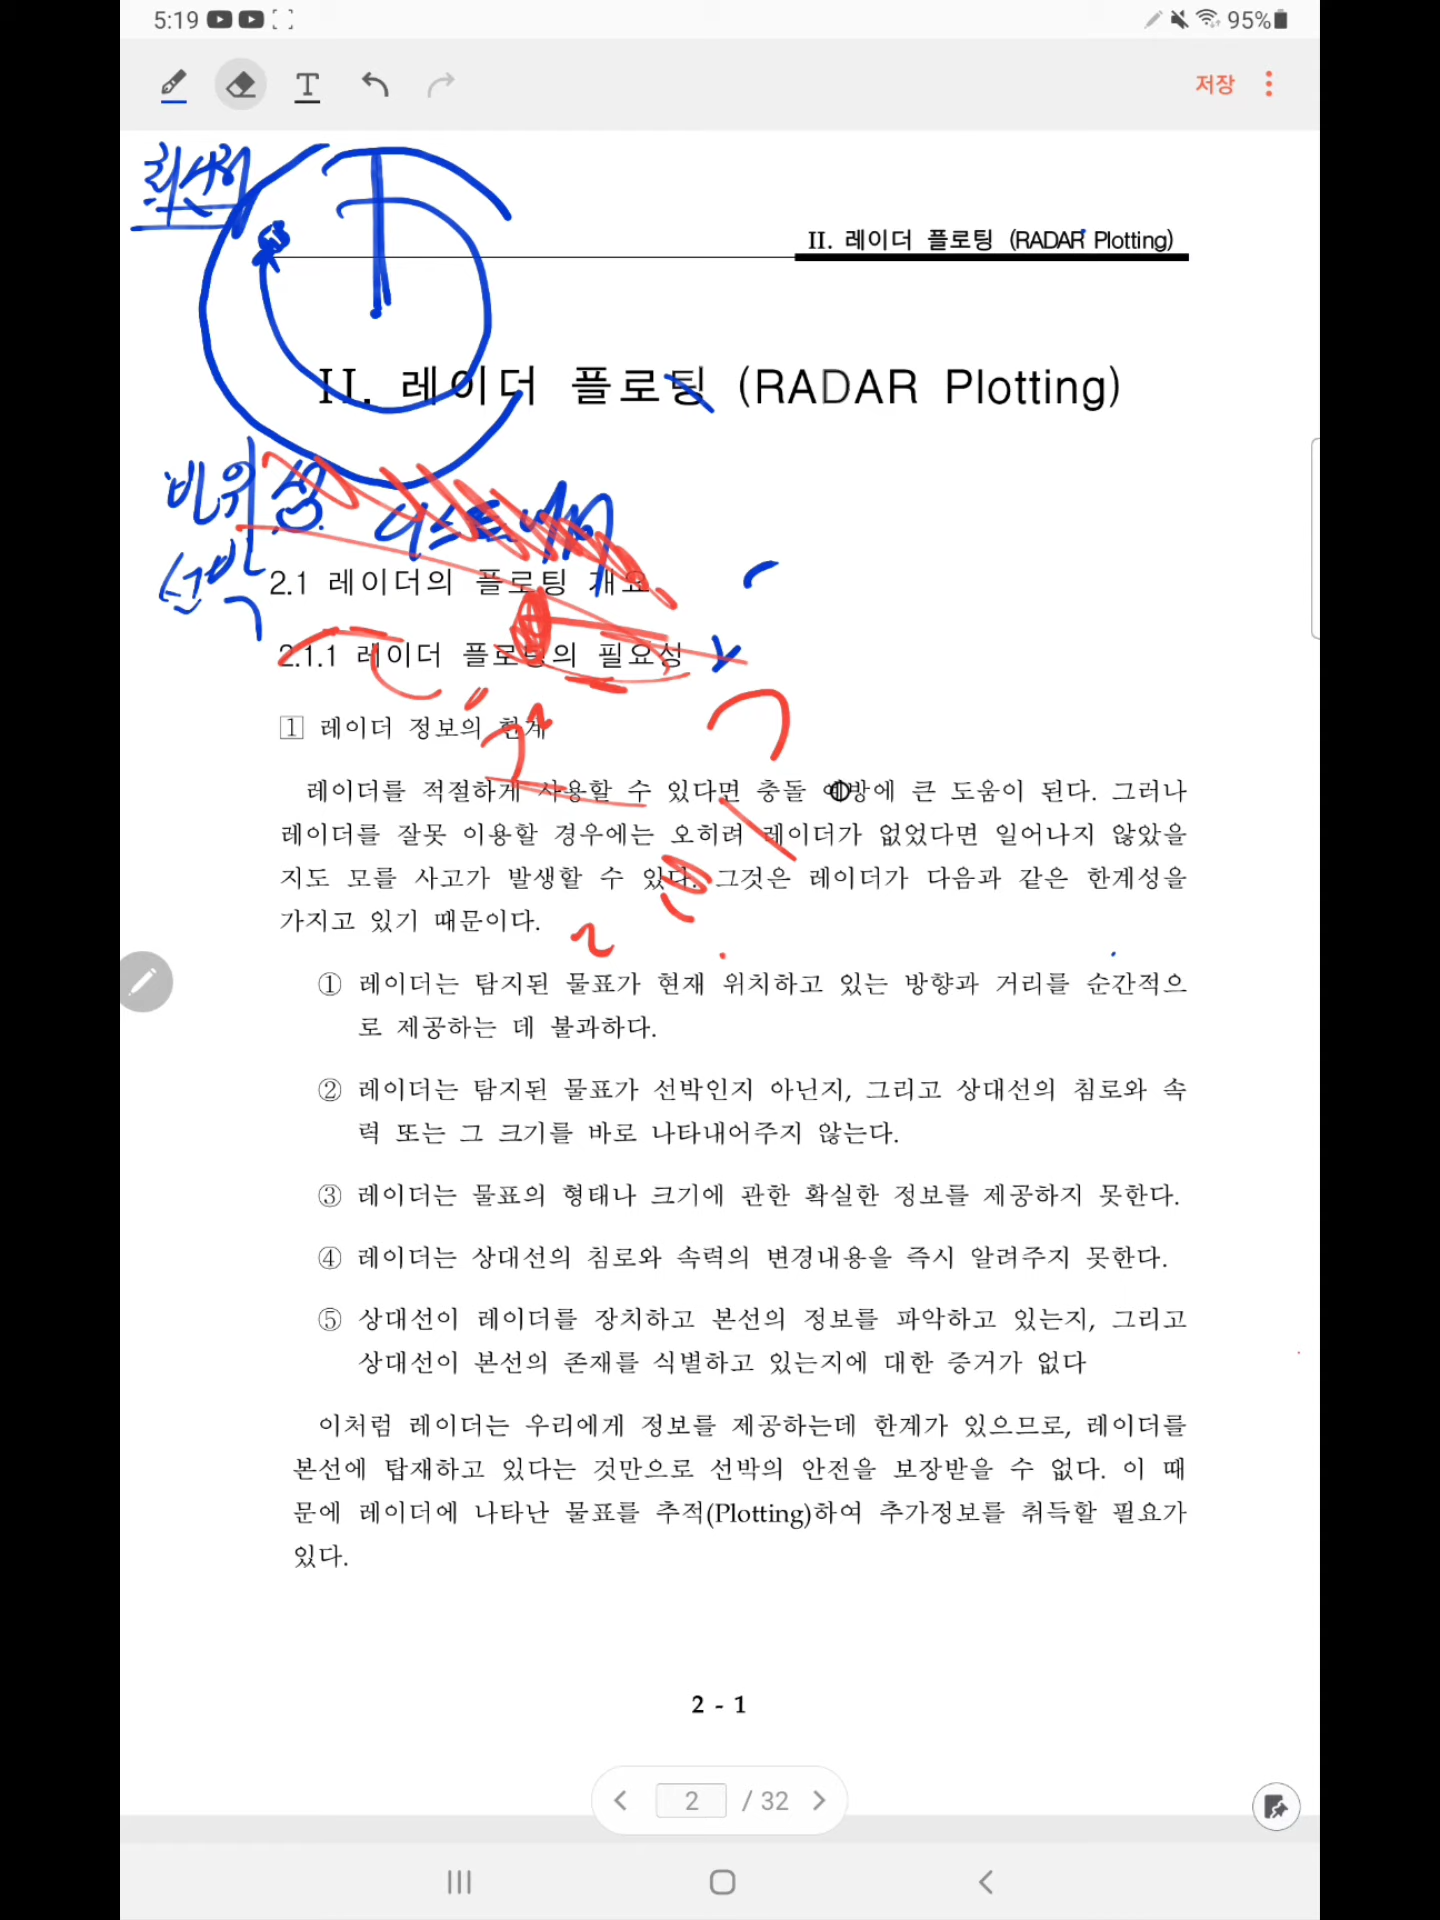 5:19 95%
T 저장
II. 레이더 플로팅 (RADAR Plotting)
II. 레이더 플로팅 (RADAR Plotting)
방위
선박
2.1 레이더의 플로팅 개요
2.1.1 레이더 플로팅의 필요성
1 레이더 정보의 한계
레이더를 적절하게 사용할 수 있다면 충돌 예방에 큰 도움이 된다. 그러나
레이더를 잘못 이용할 경우에는 오히려 레이더가 없었다면 일어나지 않았을
지도 모를 사고가 발생할 수 있다. 그것은 레이더가 다음과 같은 한계성을
가지고 있기 때문이다.
① 레이더는 탐지된 물표가 현재 위치하고 있는 방향과 거리를 순간적으
로 제공하는 데 불과하다.
② 레이더는 탐지된 물표가 선박인지 아닌지, 그리고 상대선의 침로와 속
력 또는 그 크기를 바로 나타내어주지 않는다.
③ 레이더는 물표의 형태나 크기에 관한 확실한 정보를 제공하지 못한다.
④ 레이더는 상대선의 침로와 속력의 변경내용을 즉시 알려주지 못한다.
⑤ 상대선이 레이더를 장치하고 본선의 정보를 파악하고 있는지, 그리고
상대선이 본선의 존재를 식별하고 있는지에 대한 증거가 없다
이처럼 레이더는 우리에게 정보를 제공하는데 한계가 있으므로, 레이더를
본선에 탑재하고 있다는 것만으로 선박의 안전을 보장받을 수 없다. 이 때
문에 레이더에 나타난 물표를 추적(Plotting)하여 추가정보를 취득할 필요가
있다.
2 - 1
2 / 32